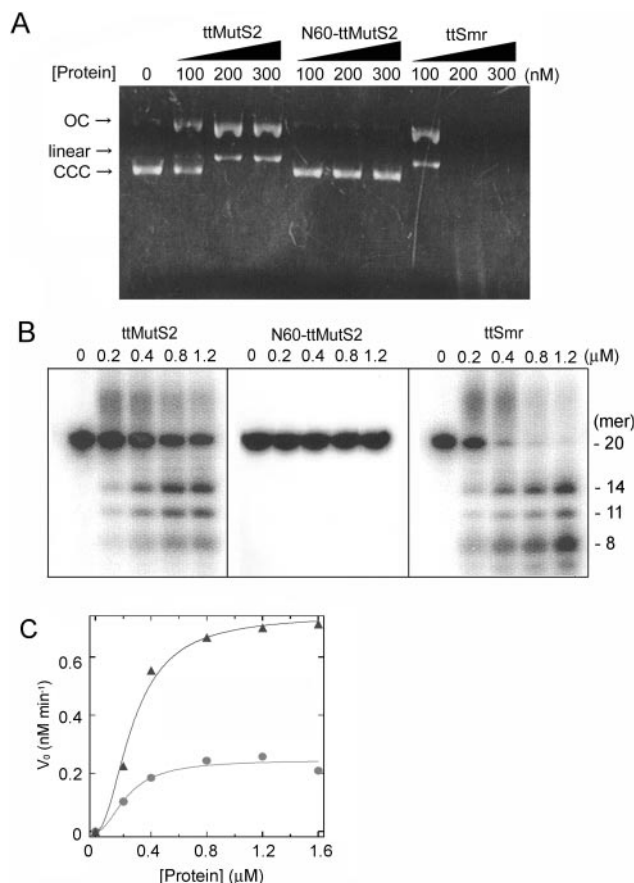 A
ttMutS2 N60-ttMutS2 ttSmr
[Protein] 0 100 200 300 100 200 300 100 200 300 (nM)
OC →
linear →
CCC →
B
ttMutS2 N60-ttMutS2 ttSmr
0 0.2 0.4 0.8 1.2 0 0.2 0.4 0.8 1.2 0 0.2 0.4 0.8 1.2 (μM)
(mer)
- 20
- 14
- 11
- 8
C
V₀ (nM min⁻¹)
0.6
0.4
0.2
0
0 0.4 0.8 1.2 1.6
[Protein] (μM)